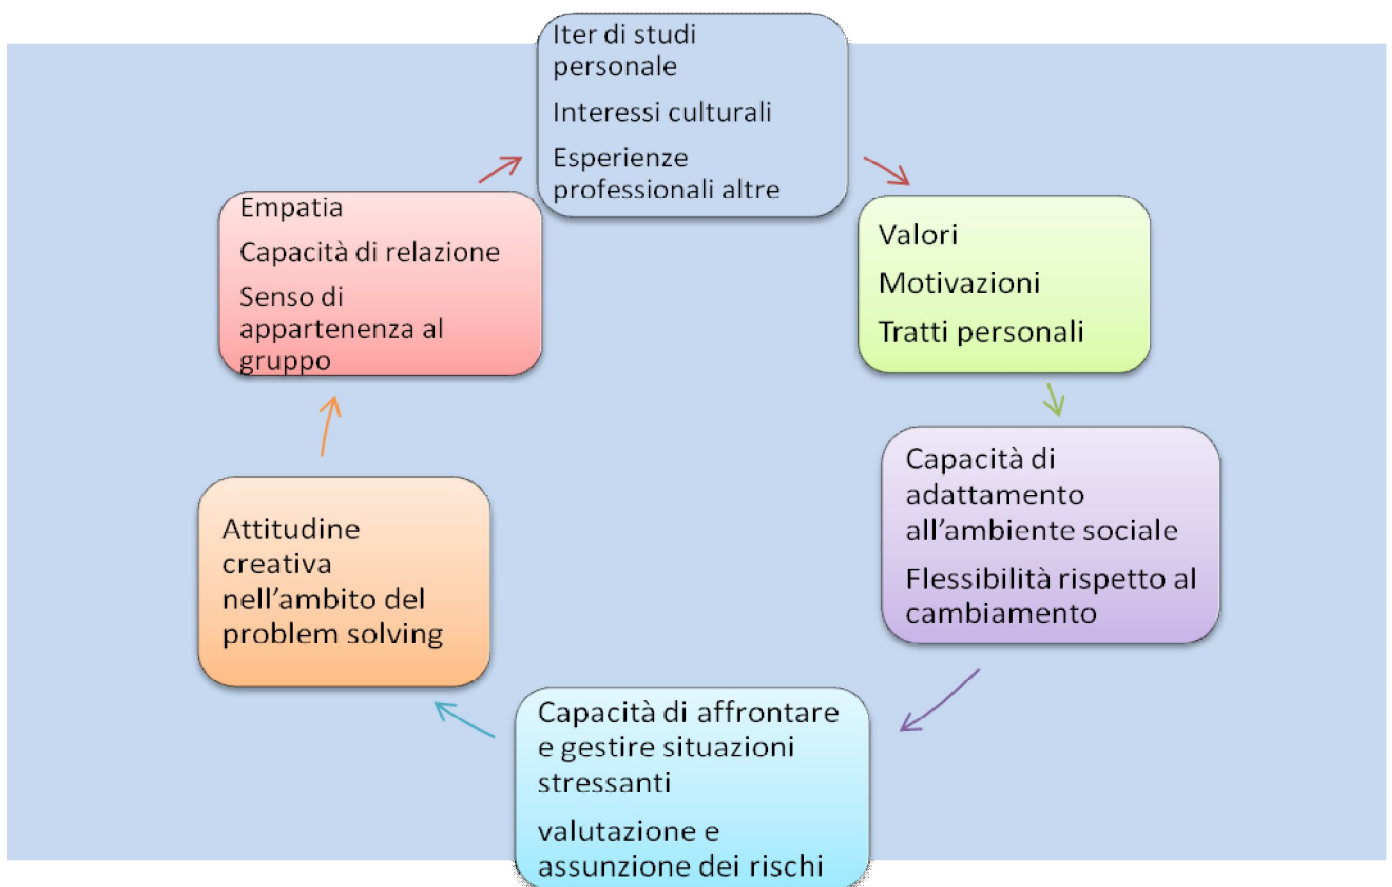 Iter di studi
personale
Interessi culturali
Esperienze
professionali altre
Valori
Motivazioni
Tratti personali
Capacità di
adattamento
all'ambiente sociale
Flessibilità rispetto al
cambiamento
Capacità di affrontare
e gestire situazioni
stressanti
valutazione e
assunzione dei rischi
Attitudine
creativa
nell'ambito del
problem solving
Empatia
Capacità di relazione
Senso di
appartenenza al
gruppo